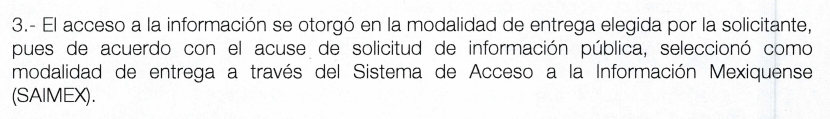 3.- El acceso a la información se otorgó en la modalidad de entrega elegida por la solicitante,
pues de acuerdo con el acuse de solicitud de información pública, seleccionó como
modalidad de entrega a través del Sistema de Acceso a la Información Mexiquense
(SAIMEX).